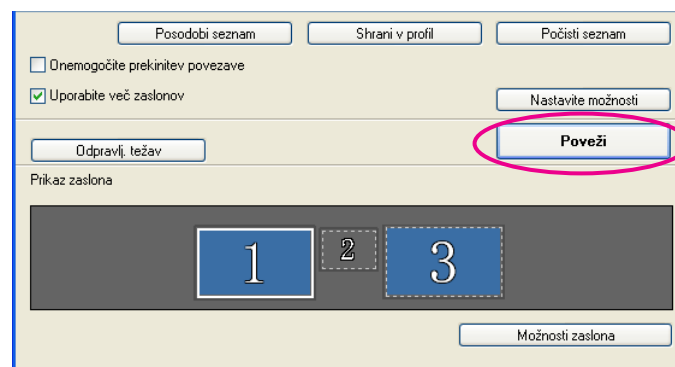 Posodobi seznam Shrani v profil Počisti seznam
Onemogočite prekinitev povezave
Uporabite več zaslonov
Nastavite možnosti
Poveži
Odpravlj. težav
Prikaz zaslona
1 2 3
Možnosti zaslona